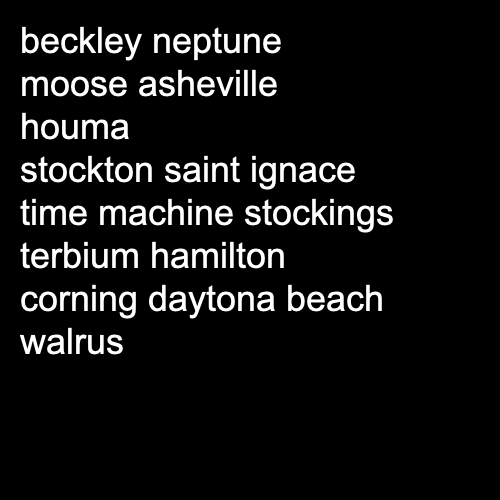 beckley neptune
moose asheville
houma
stockton saint ignace
time machine stockings
terbium hamilton
corning daytona beach
walrus